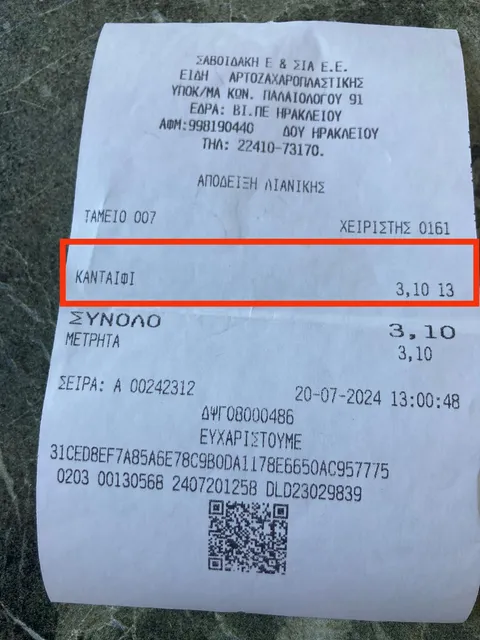 ΣΑΒΟΙΔΑΚΗ Ε & ΣΙΑ Ε.Ε.
ΕΙΔΗ ΑΡΤΟΖΑΧΑΡΟΠΛΑΣΤΙΚΗΣ
ΥΠΟΚ/ΜΑ ΚΩΝ. ΠΑΛΑΙΟΛΟΓΟΥ 91
ΕΔΡΑ: ΒΙ.ΠΕ ΗΡΑΚΛΕΙΟΥ
ΑΦΜ:998190440 ΔΟΥ ΗΡΑΚΛΕΙΟΥ
ΤΗΛ: 22410-73170.
ΑΠΟΔΕΙΞΗ ΛΙΑΝΙΚΗΣ
ΤΑΜΕΙΟ 007 ΧΕΙΡΙΣΤΗΣ 0161
ΚΑΝΤΑΙΦΙ 3,10 13
ΣΥΝΟΛΟ 3,10
ΜΕΤΡΗΤΑ 3,10
ΣΕΙΡΑ: Α 00242312 20-07-2024 13:00:48
ΔΨΓ08000486
ΕΥΧΑΡΙΣΤΟΥΜΕ
31CED8EF7A85A6E78C9B0DA1178E6650AC957775
0203 00130568 2407201258 DLD23029839